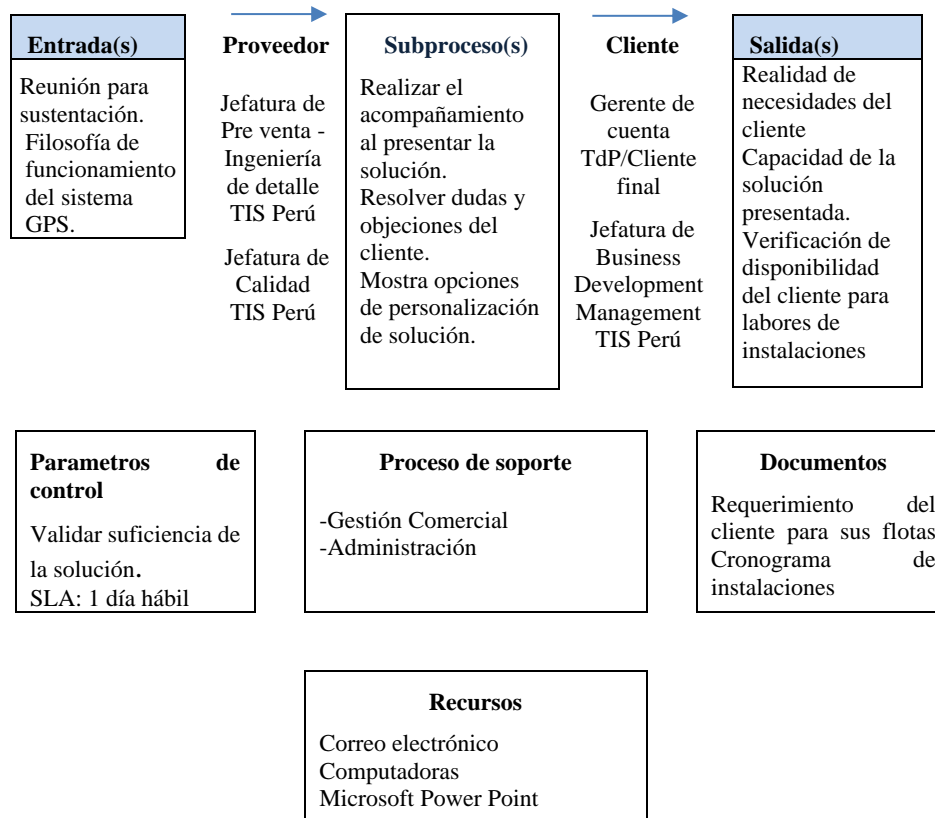 Entrada(s)
Reunión para
sustentación.
Filosofía de
funcionamiento
del sistema
GPS.
Proveedor
Jefatura de
Pre venta -
Ingeniería
de detalle
TIS Perú
Jefatura de
Calidad
TIS Perú
Subproceso(s)
Realizar el
acompañamiento
al presentar la
solución.
Resolver dudas y
objeciones del
cliente.
Mostra opciones
de personalización
de solución.
Cliente
Gerente de
cuenta
TdP/Cliente
final
Jefatura de
Business
Development
Management
TIS Perú
Salida(s)
Realidad de
necesidades del
cliente
Capacidad de la
solución
presentada.
Verificación de
disponibilidad
del cliente para
labores de
instalaciones
Parametros de
control
Validar suficiencia de
la solución.
SLA: 1 día hábil
Proceso de soporte
-Gestión Comercial
-Administración
Documentos
Requerimiento del
cliente para sus flotas
Cronograma de
instalaciones
Recursos
Correo electrónico
Computadoras
Microsoft Power Point